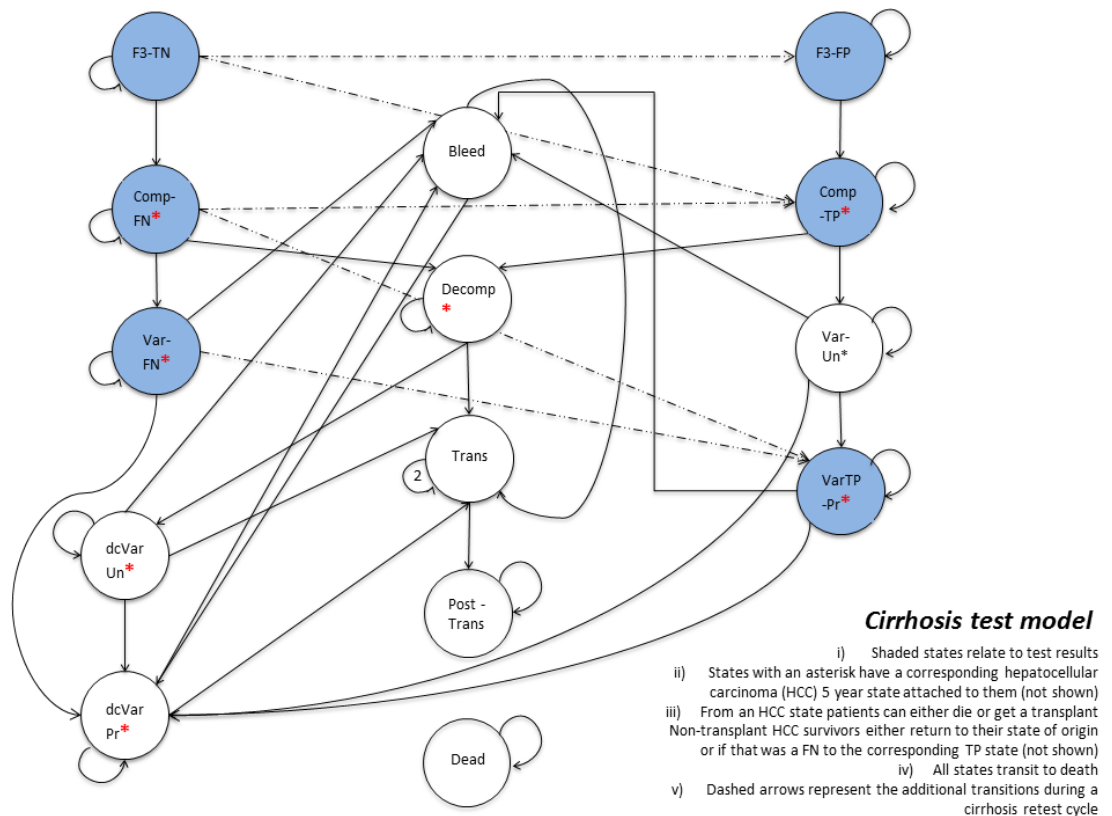 F3-TN
F3-FP
Bleed
Comp-
FN*
Comp
-TP*
Decomp
*
Var-
FN*
Var-
Un*
Trans
2
VarTP
-Pr*
dcVar
Un*
Post -
Trans
dcVar
Pr*
Dead
Cirrhosis test model
i) Shaded states relate to test results
ii) States with an asterisk have a corresponding hepatocellular
carcinoma (HCC) 5 year state attached to them (not shown)
iii) From an HCC state patients can either die or get a transplant
Non-transplant HCC survivors either return to their state of origin
or if that was a FN to the corresponding TP state (not shown)
iv) All states transit to death
v) Dashed arrows represent the additional transitions during a
cirrhosis retest cycle